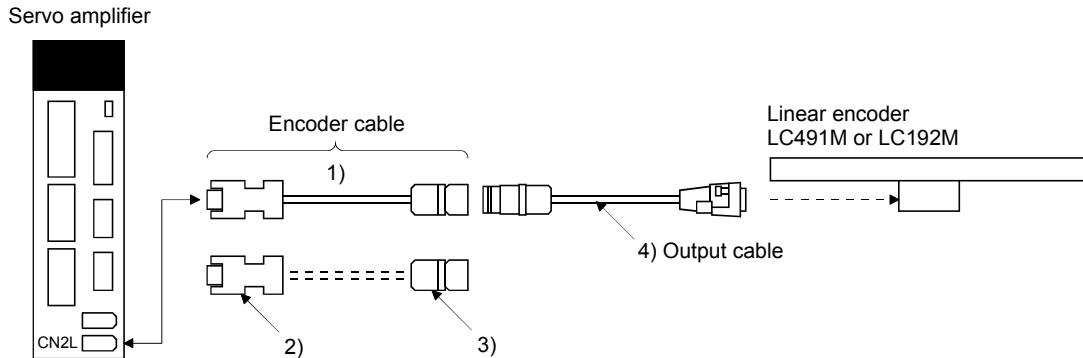 Servo amplifier
Encoder cable
1)
Linear encoder
LC491M or LC192M
4) Output cable
CN2L
2)
3)